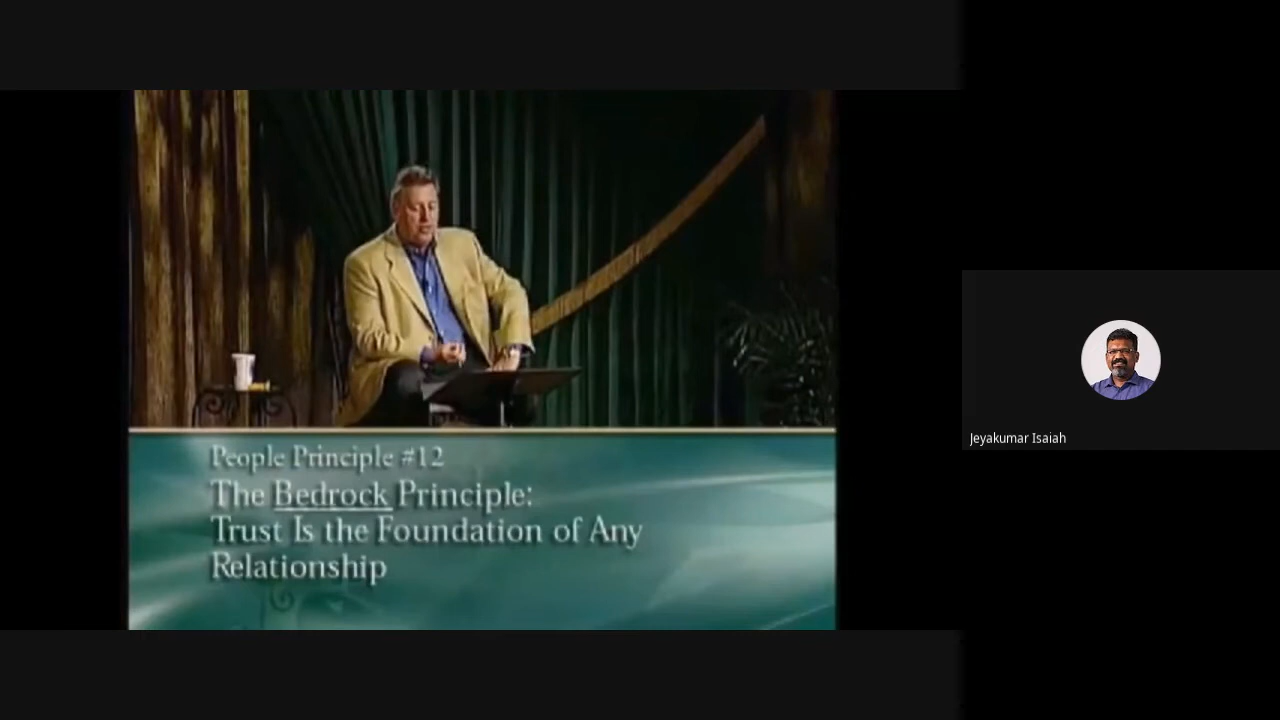 People Principle #12
The Bedrock Principle:
Trust Is the Foundation of Any
Relationship
Jeyakumar Isaiah